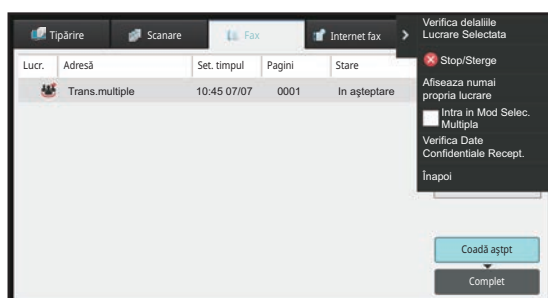 Tipărire
Scanare
Fax
Internet fax
Lucr.
Adresă
Set. timpul
Pagini
Stare
Trans.multiple
10:45 07/07
0001
In aşteptare
Verifica delaliile
Lucrare Selectata
Stop/Sterge
Afiseaza numai
propria lucrare
Intra in Mod Selec.
Multipla
Verifica Date
Confidentiale Recept.
Înapoi
Coadă aştpt
Complet